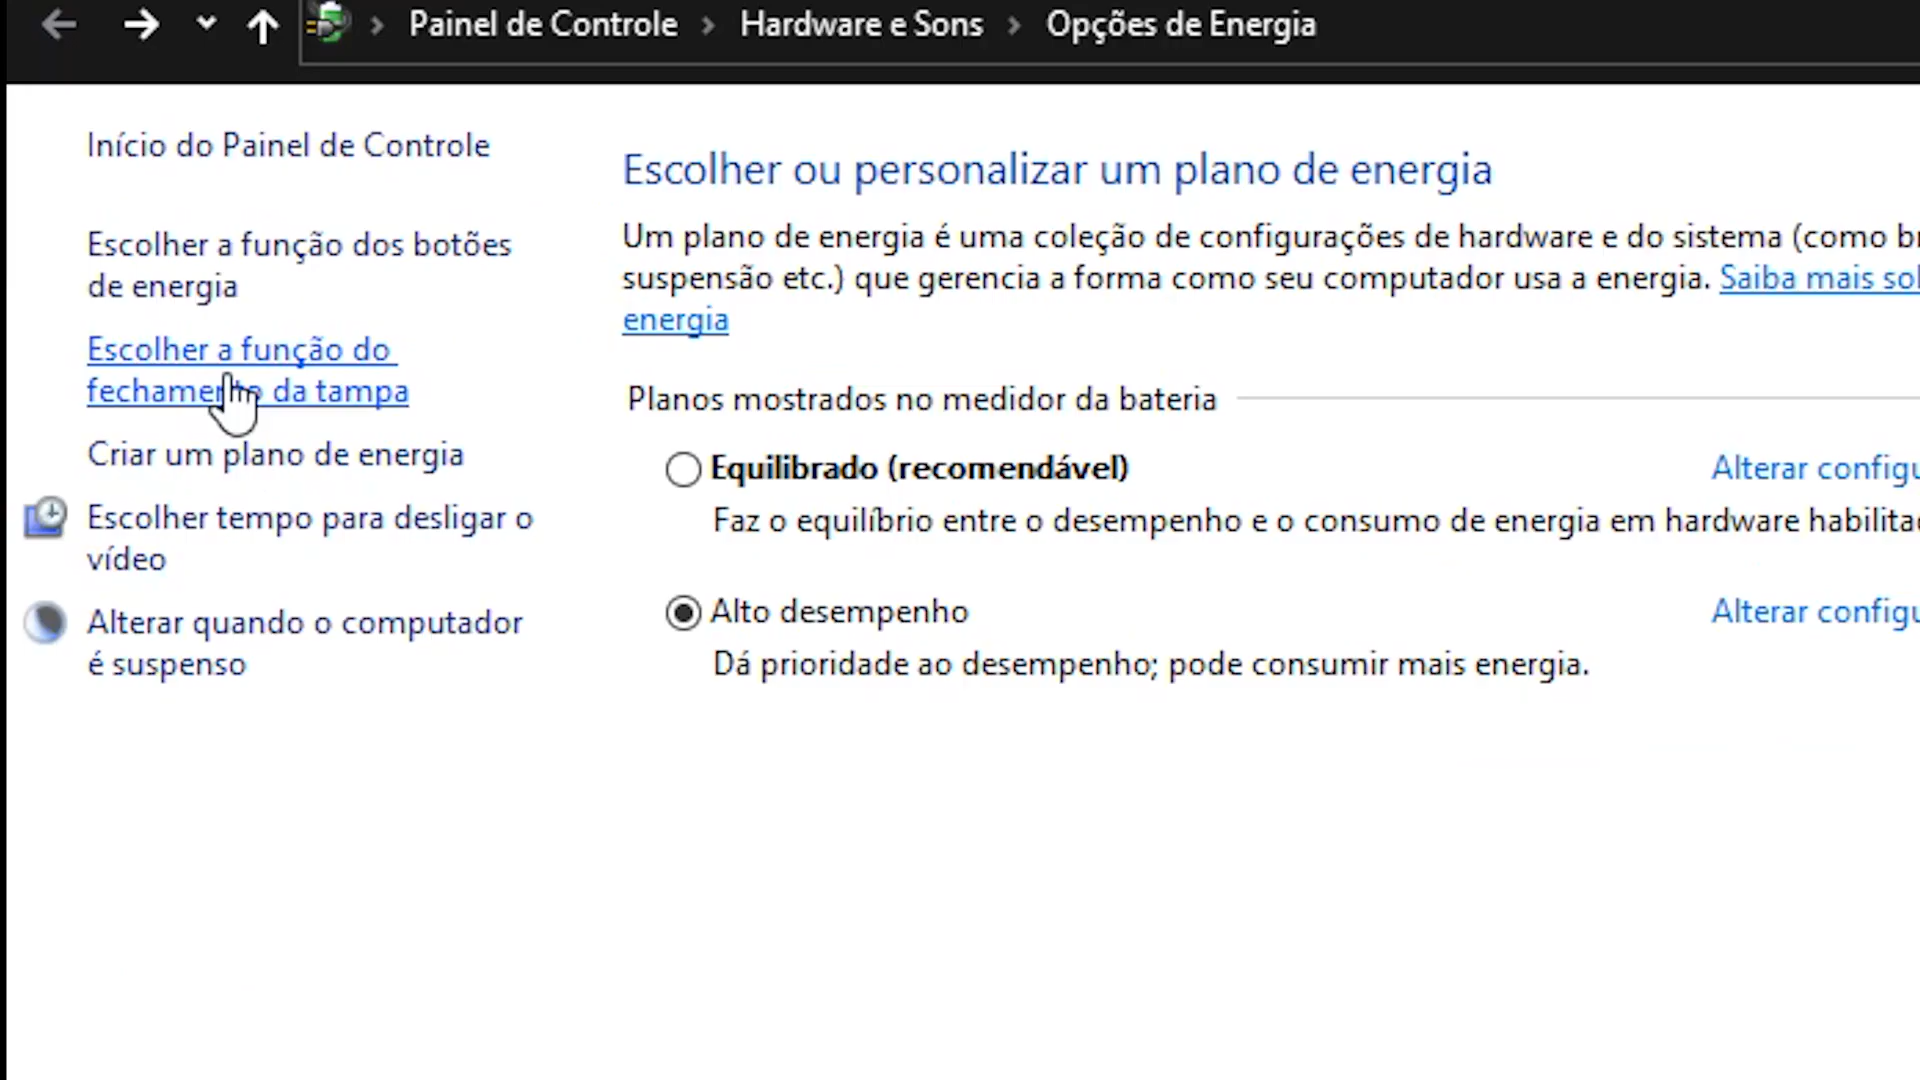 Painel de Controle > Hardware e Sons > Opções de Energia
Início do Painel de Controle
Escolher a função dos botões
de energia
Escolher a função do
fechamento da tampa
Criar um plano de energia
Escolher tempo para desligar o
vídeo
Alterar quando o computador
é suspenso
Escolher ou personalizar um plano de energia
Um plano de energia é uma coleção de configurações de hardware e do sistema (como
suspensão etc.) que gerencia a forma como seu computador usa a energia. Saiba mais
energia
Planos mostrados no medidor da bateria
Equilibrado (recomendável)
Alterar
Faz o equilíbrio entre o desempenho e o consumo de energia em hardware
Alto desempenho
Alterar
Dá prioridade ao desempenho; pode consumir mais energia.